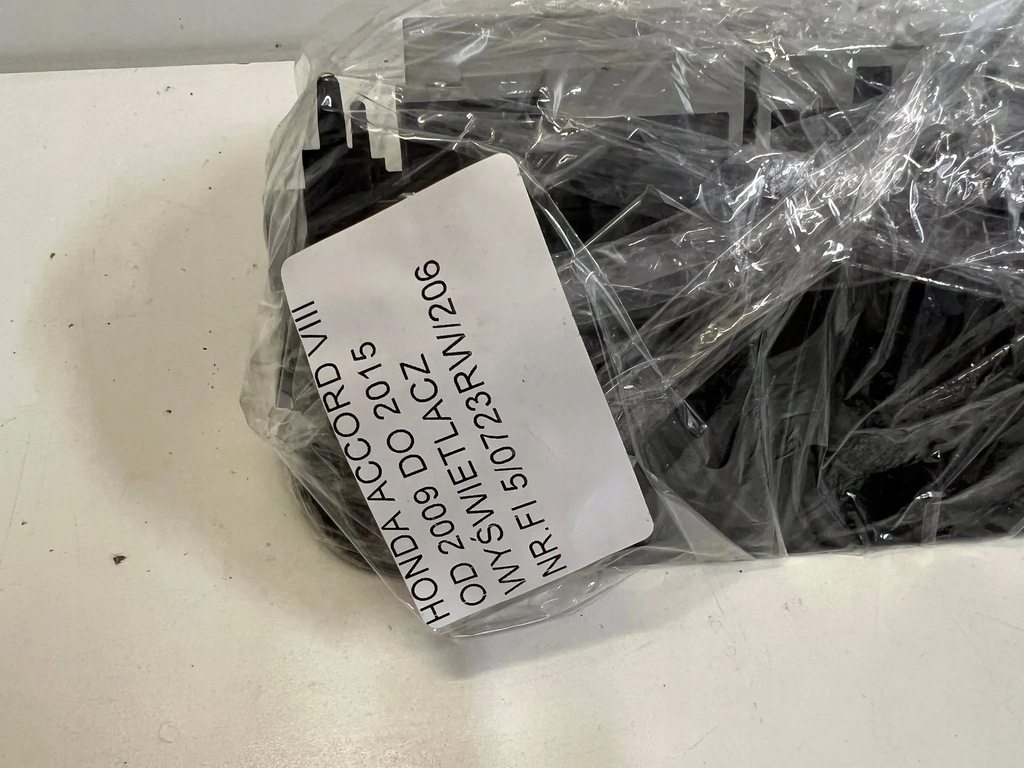 HONDA ACCORD VIII
OD 2009 DO 2015
WYŚWIETLACZ
NR.FI 5/0723RW/206